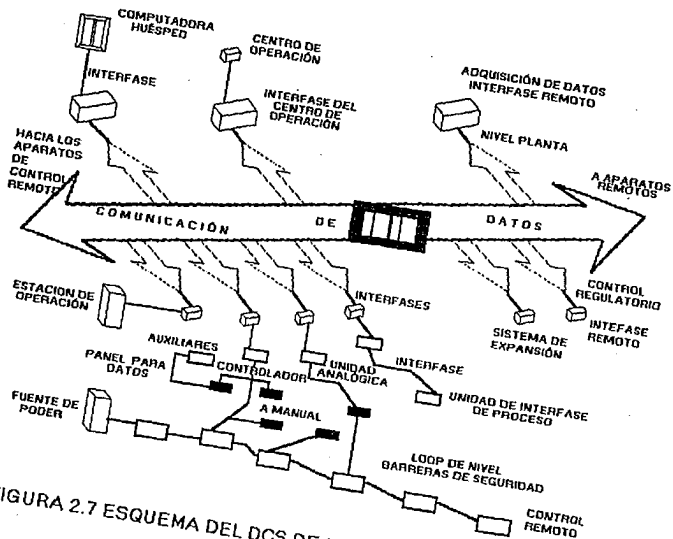 COMPUTADORA
HUÉSPED
INTERFASE
CENTRO DE
OPERACIÓN
INTERFASE DEL
CENTRO DE
OPERACIÓN
ADQUISICIÓN DE DATOS
INTERFASE REMOTO
NIVEL PLANTA
HACIA LOS
APARATOS
DE
CONTROL
REMOTO
A APARATOS
REMOTOS
COMUNICACIÓN DE DATOS
ESTACION DE
OPERACIÓN
INTERFASES
CONTROL
REGULATORIO
INTEFASE
REMOTO
SISTEMA DE
EXPANSIÓN
AUXILIARES
PANEL PARA
DATOS
CONTROLADOR
UNIDAD
ANALÓGICA
INTERFASE
UNIDAD DE INTERFASE
DE PROCESO
A MANUAL
FUENTE DE
PODER
LOOP DE NIVEL
BARRERAS DE SEGURIDAD
CONTROL
REMOTO
FIGURA 2.7 ESQUEMA DEL DCS DE